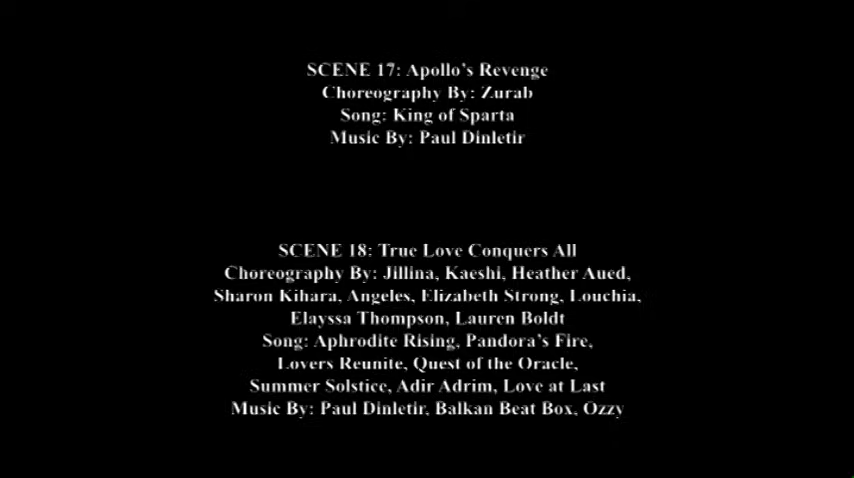 SCENE 17: Apollo's Revenge
Choreography By: Zurab
Song: King of Sparta
Music By: Paul Dinletir
SCENE 18: True Love Conquers All
Choreography By: Jillina, Kaeshi, Heather Aued,
Sharon Kihara, Angeles, Elizabeth Strong, Louchia,
Elayssa Thompson, Lauren Boldt
Song: Aphrodite Rising, Pandora's Fire,
Lovers Reunite, Quest of the Oracle,
Summer Solstice, Adir Adrim, Love at Last
Music By: Paul Dinletir, Balkan Beat Box, Ozzy